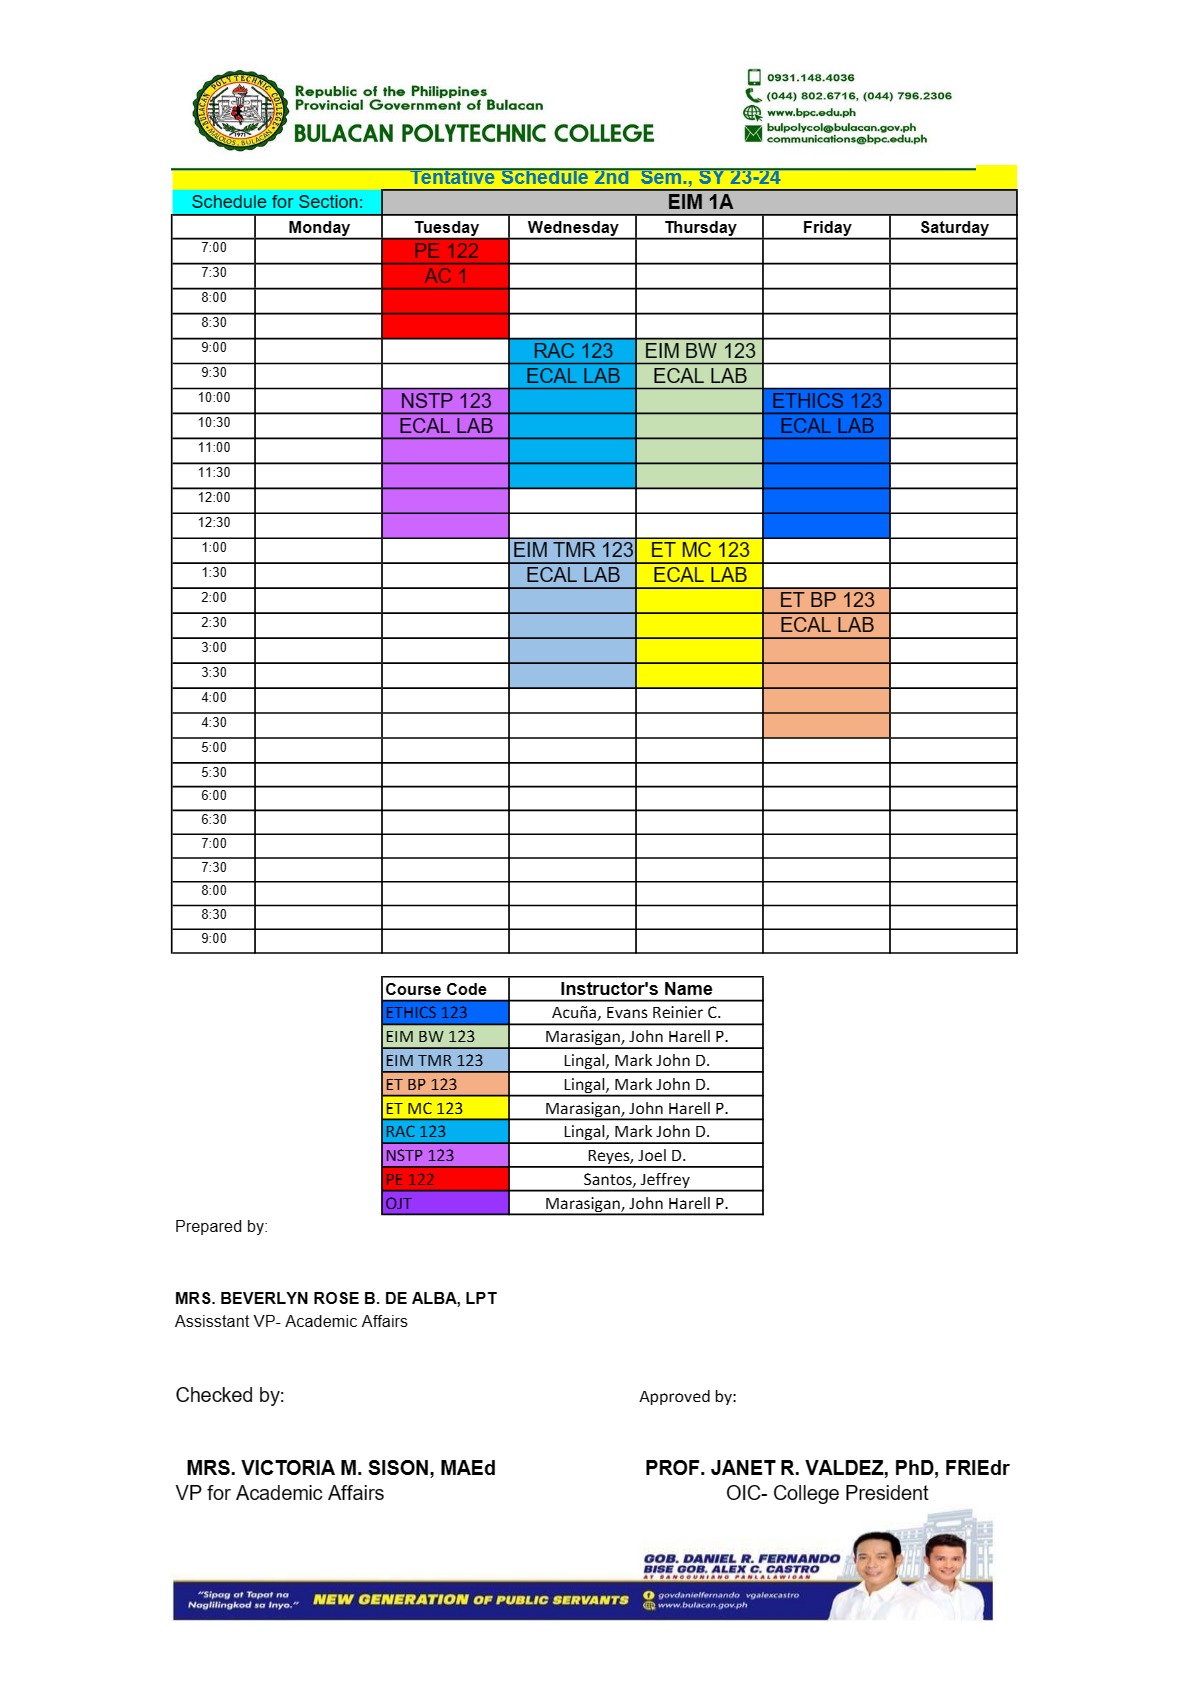 BULACAN POLYTECHNIC COLLEGE
1971
MALOLOS, BULACAN
Republic of the Philippines
Provincial Government of Bulacan
BULACAN POLYTECHNIC COLLEGE
0931.148.4036
(044) 802.6716, (044) 796.2306
www.bpc.edu.ph
bulpolycol@bulacan.gov.ph
communications@bpc.edu.ph
Tentative Schedule 2nd Sem., SY 23-24
Schedule for Section: EIM 1A
Monday Tuesday Wednesday Thursday Friday Saturday
7:00 PE 122
7:30 AC 1
8:00
8:30
9:00 RAC 123 EIM BW 123
9:30 ECAL LAB ECAL LAB
10:00 NSTP 123 ETHICS 123
10:30 ECAL LAB ECAL LAB
11:00
11:30
12:00
12:30
1:00 EIM TMR 123 ET MC 123
1:30 ECAL LAB ECAL LAB
2:00 ET BP 123
2:30 ECAL LAB
3:00
3:30
4:00
4:30
5:00
5:30
6:00
6:30
7:00
7:30
8:00
8:30
9:00
Course Code Instructor's Name
ETHICS 123 Acuña, Evans Reinier C.
EIM BW 123 Marasigan, John Harell P.
EIM TMR 123 Lingal, Mark John D.
ET BP 123 Lingal, Mark John D.
ET MC 123 Marasigan, John Harell P.
RAC 123 Lingal, Mark John D.
NSTP 123 Reyes, Joel D.
PE 122 Santos, Jeffrey
OJT Marasigan, John Harell P.
Prepared by:
MRS. BEVERLYN ROSE B. DE ALBA, LPT
Assisstant VP- Academic Affairs
Checked by: Approved by:
MRS. VICTORIA M. SISON, MAEd PROF. JANET R. VALDEZ, PhD, FRIEdr
VP for Academic Affairs OIC- College President
GOB. DANIEL R. FERNANDO
BISE GOB. ALEX C. CASTRO
AT SANGGUNIANG PANLALAWIGAN
"Sipag at Tapat na
Naglilingkod sa Inyo."
NEW GENERATION OF PUBLIC SERVANTS
govdanielfernando vgalexcastro
www.bulacan.gov.ph